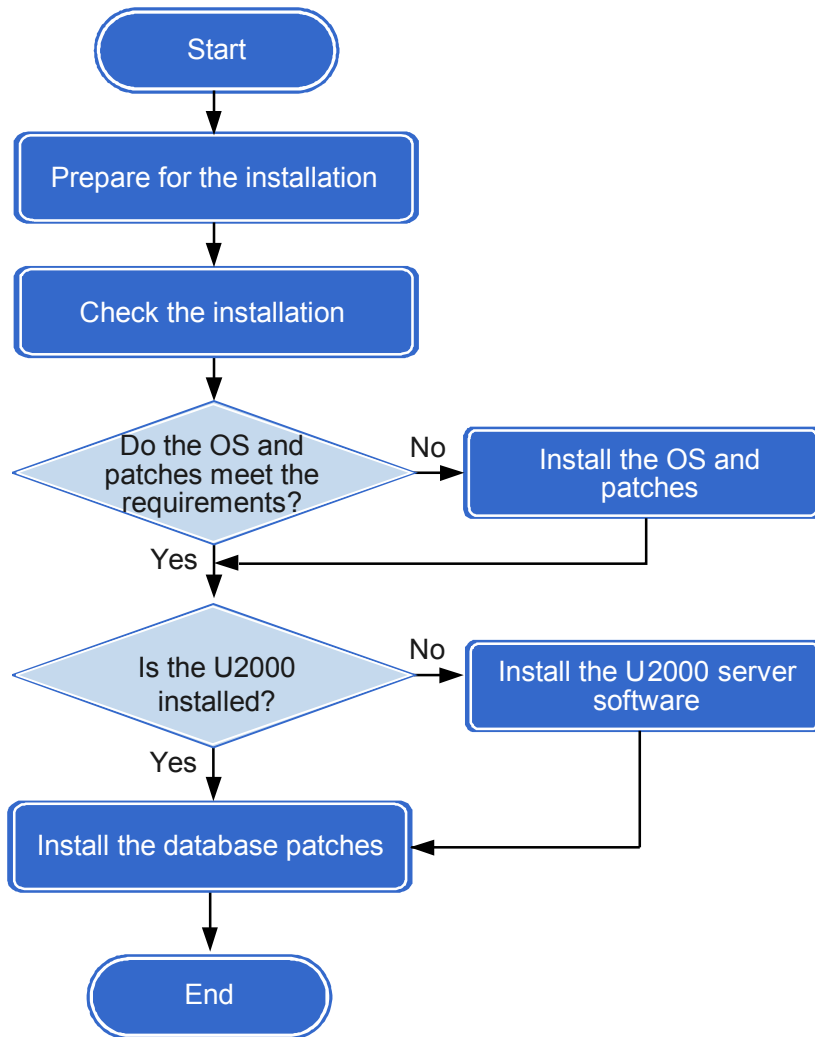 Start
Prepare for the installation
Check the installation
Do the OS and
patches meet the
requirements?
No
Install the OS and
patches
Yes
Is the U2000
installed?
No
Install the U2000 server
software
Yes
Install the database patches
End